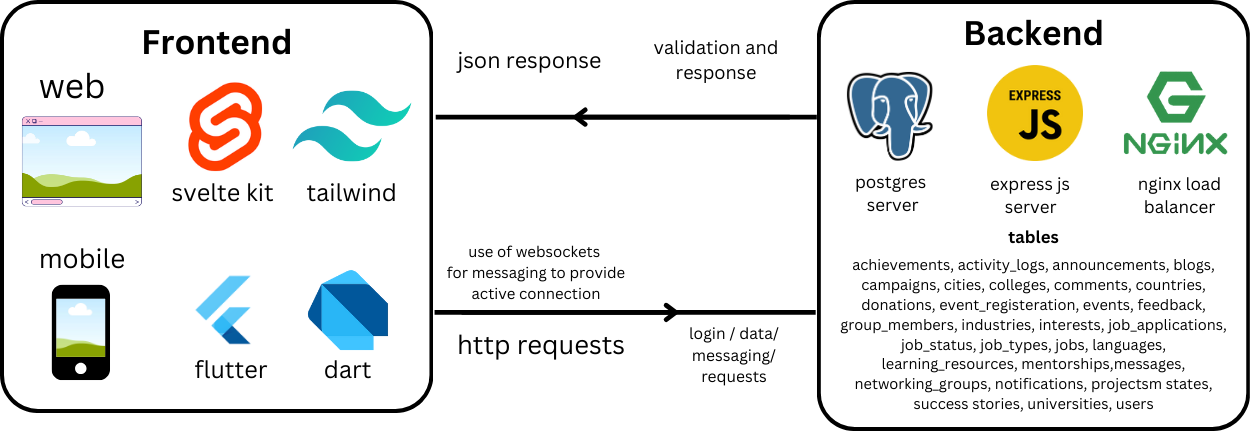 Frontend
web
svelte kit
tailwind
mobile
flutter
dart
json response
validation and
response
use of websockets
for messaging to provide
active connection
http requests
login / data/
messaging/
requests
Backend
EXPRESS
JS
NGiNX
postgres
server
express js
server
nginx load
balancer
tables
achievements, activity_logs, announcements, blogs,
campaigns, cities, colleges, comments, countries,
donations, event_registeration, events, feedback,
group_members, industries, interests, job_applications,
job_status, job_types, jobs, languages,
learning_resources, mentorships,messages,
networking_groups, notifications, projectsm states,
success stories, universities, users